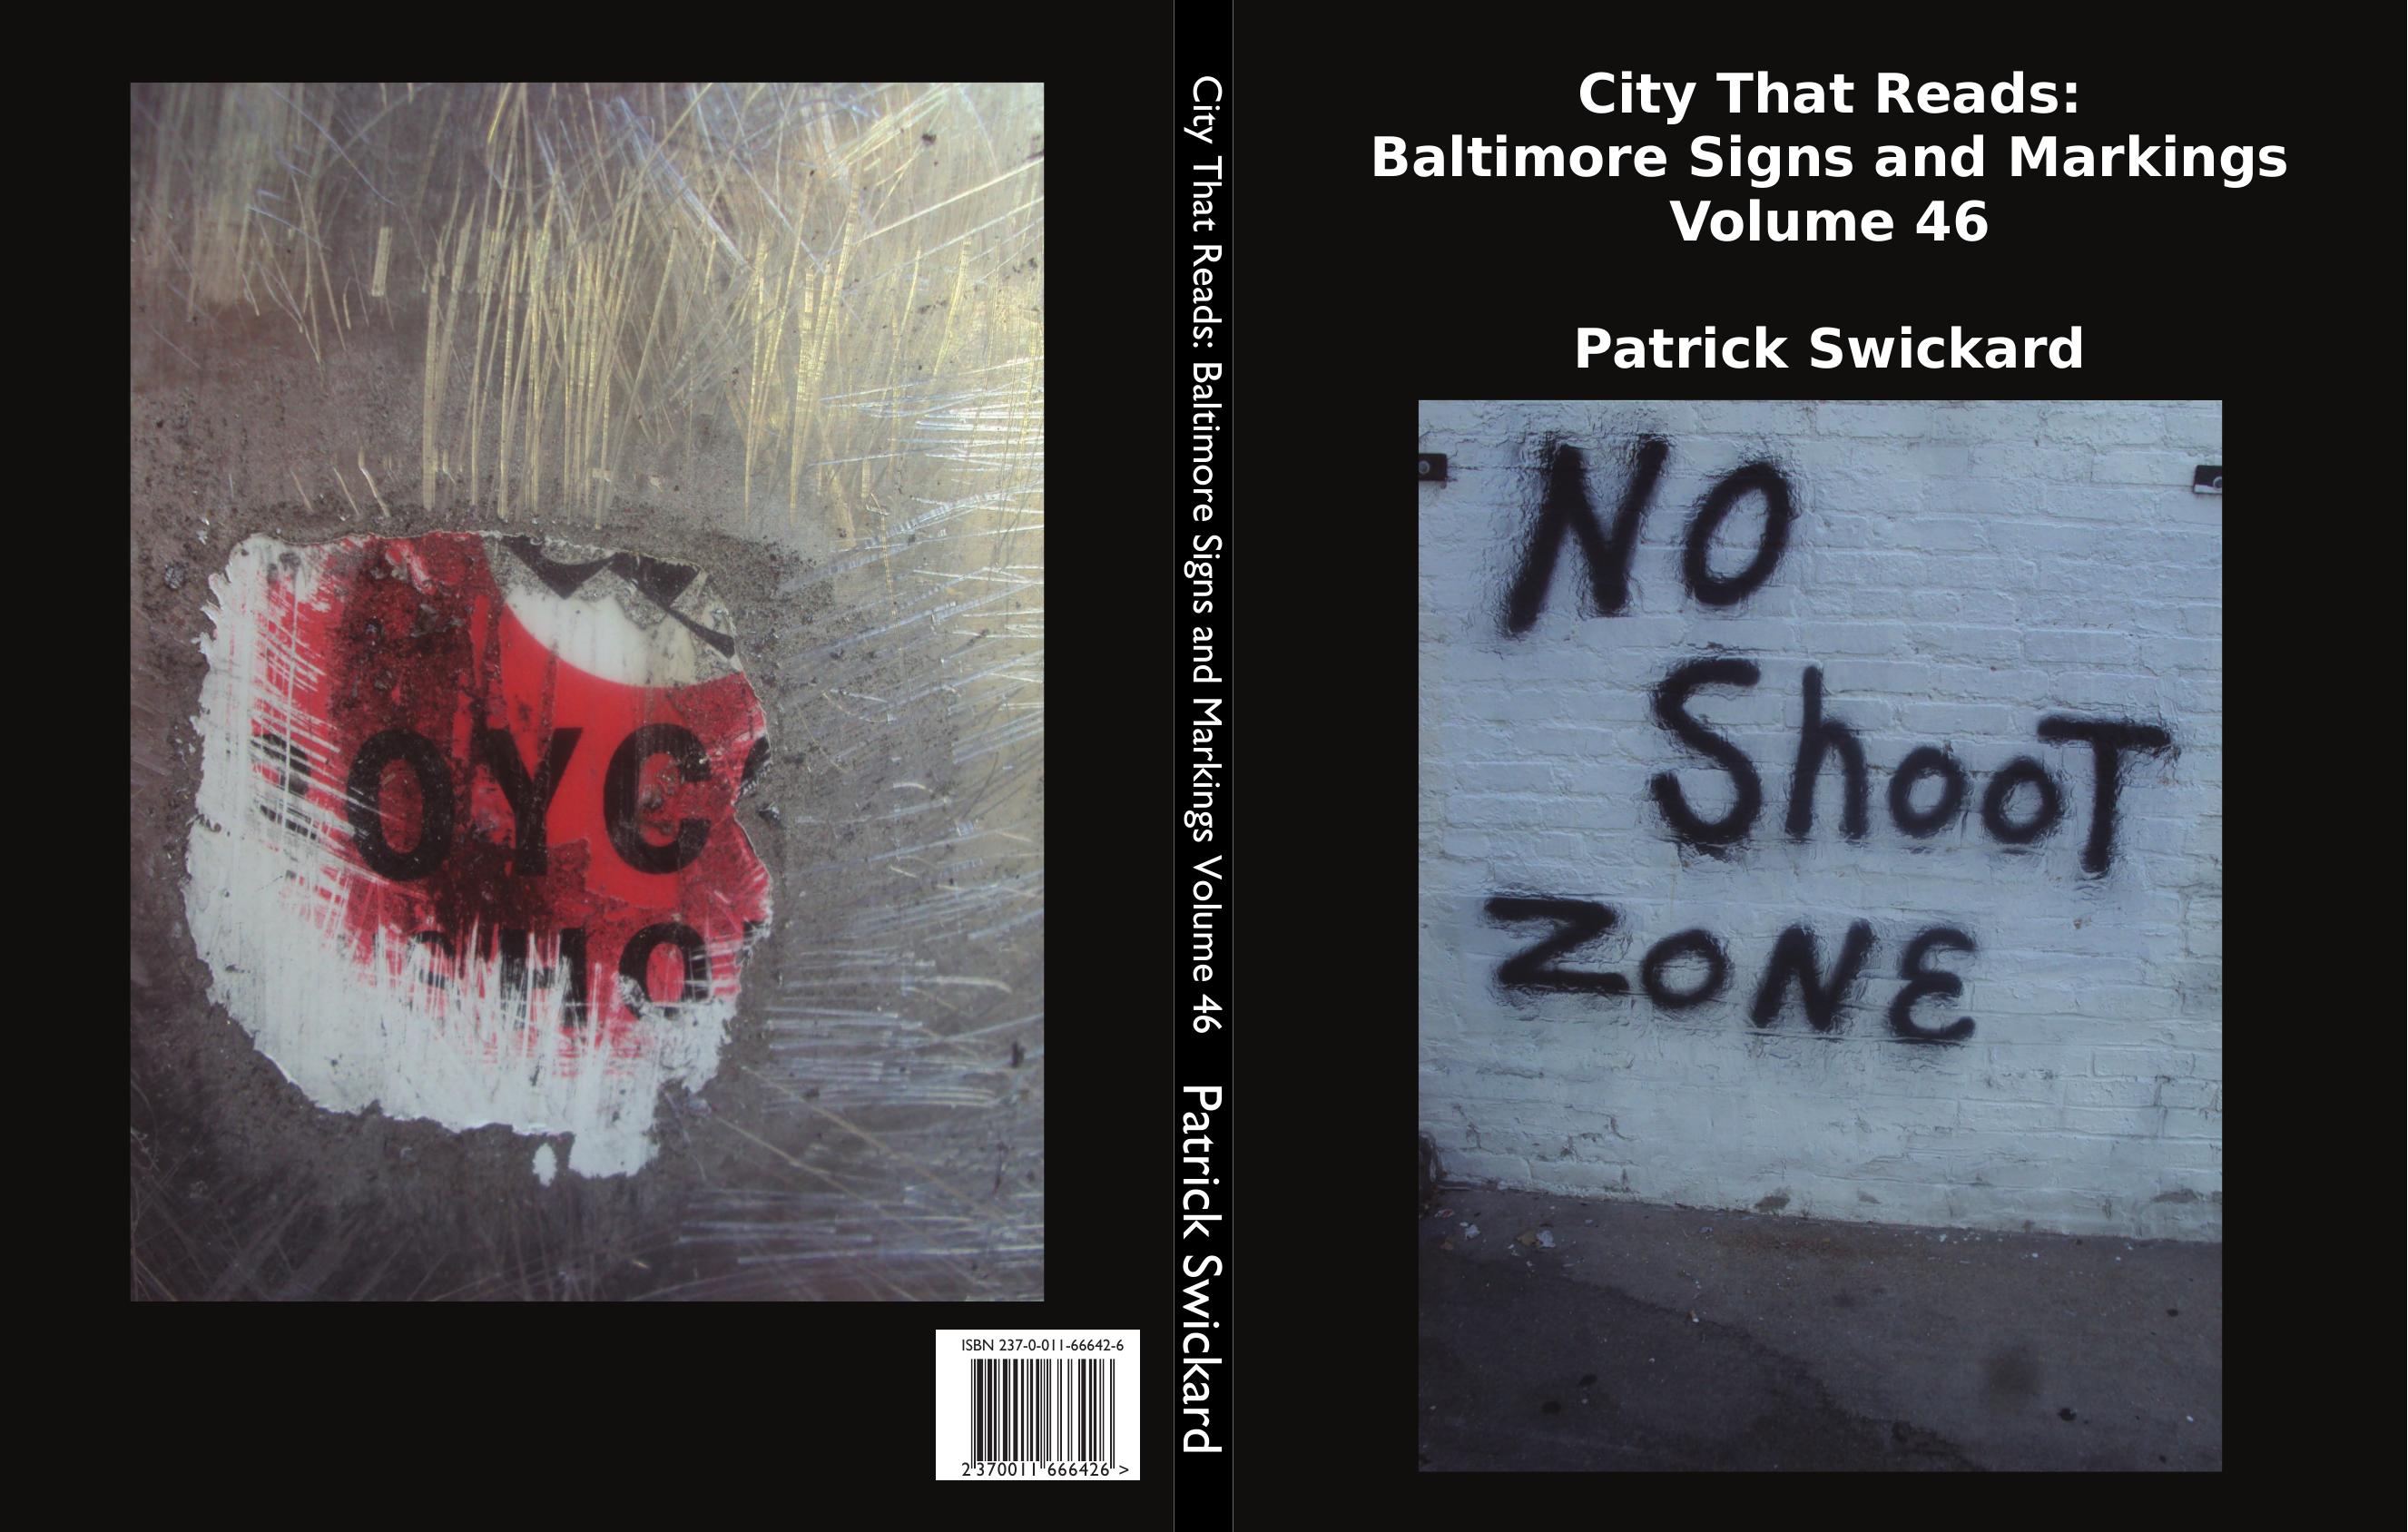 City That Reads:
Baltimore Signs and Markings
Volume 46
Patrick Swickard
NO
ShooT
ZONE
City That Reads: Baltimore Signs and Markings Volume 46 Patrick Swickard
OYC
HO
ISBN 237-0-011-66642-6
2 370011 666426 >